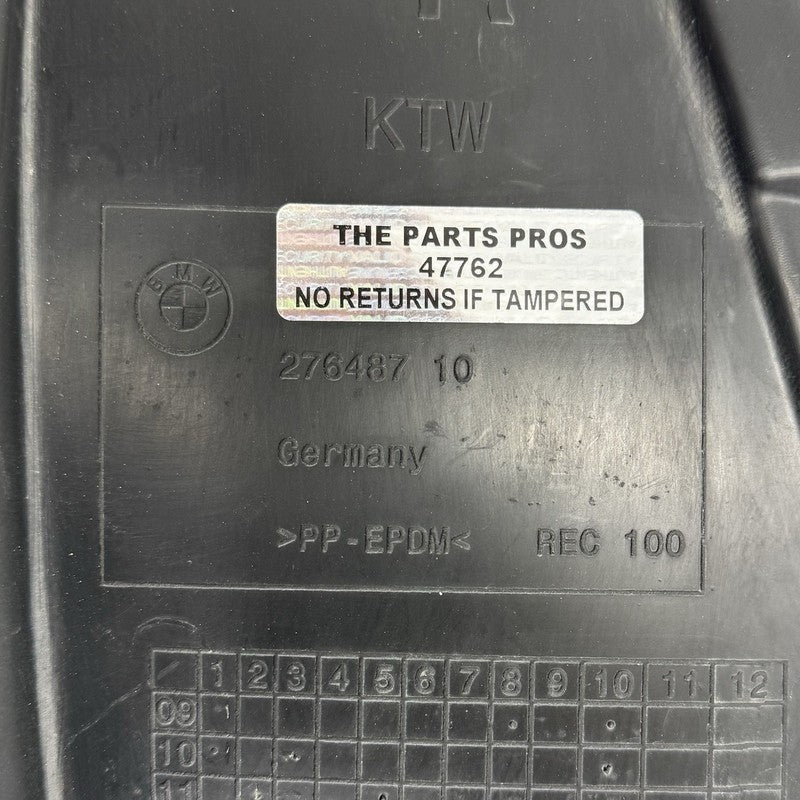 KTW
THE PARTS PROS
47762
NO RETURNS IF TAMPERED
BMW
276487 10
Germany
>PP-EPDM< REC 100
1 2 3 4 5 6 7 8 9 10 11 12
09
10
11